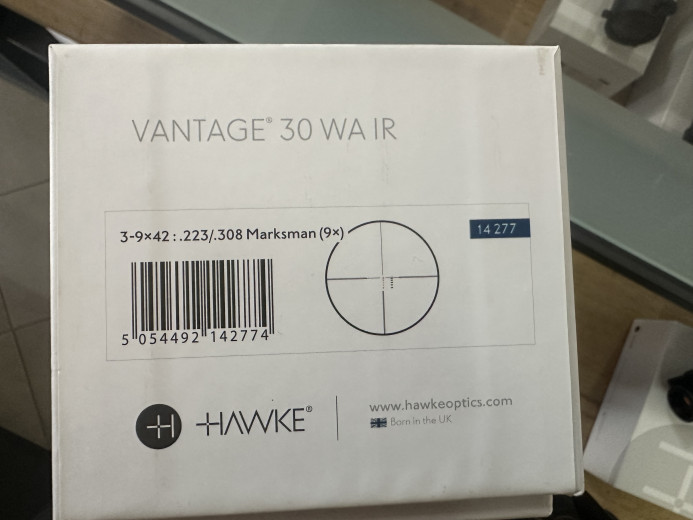 VANTAGE® 30 WA IR
3-9×42 : .223/.308 Marksman (9×)
14 277
5 054492 142774
HAWKE®
www.hawkeoptics.com
Born in the UK